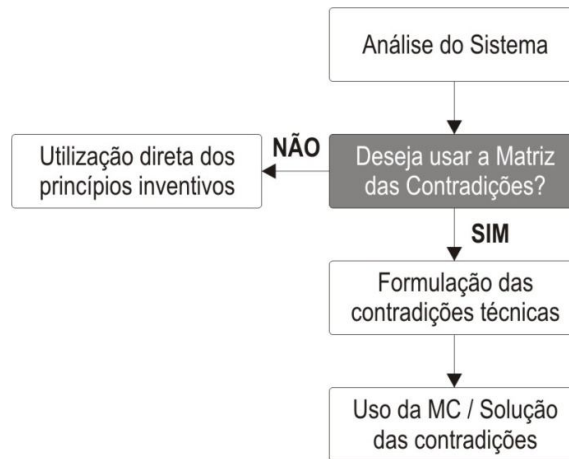 Análise do Sistema
NÃO
Utilização direta dos
princípios inventivos
Deseja usar a Matriz
das Contradições?
SIM
Formulação das
contradições técnicas
Uso da MC / Solução
das contradições